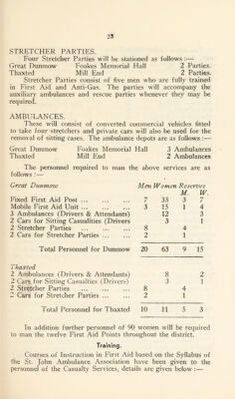 28
STRETCHER PARTIES.
Four Stretcher Parties will be stationed as follows :—
Great Dunmow Foakes Memorial Hall 2 Parties.
Thaxted Mill End 2 Parties.
Stretcher Parties consist of five men who are fully trained
in First Aid and Anti-Gas. The parties will accompany the
auxiliary ambulances and rescue parties whenever they may be
required.
AMBULANCES.
These will consist of converted commercial vehicles fitted
to take four stretchers and private cars will also be used for the
removal of sitting cases. The ambulance depots are as follows :—
Great Dunmow Foakes Memorial Hall 3 Ambulances
Thaxted Mill End 2 Ambulances
The personnel required to man the above services are as
follows :—
Great Dunmow Men Women Reserve
M. W.
Fixed First Aid Post ... ... ... 7 33 3 7
Mobile First Aid Unit ... ... ... 3 15 1 4
3 Ambulances (Drivers & Attendants) 12 3
2 Cars for Sitting Casualties (Drivers) 3 1
2 Stretcher Parties ... ... ... 8 4
2 Cars for Stretcher Parties ... ... 2 1
Total Personnel for Dunmow 20 63 9 15
Thaxted
2 Ambulances (Drivers & Attendants) 8 2
2 Cars for Sitting Casualties (Drivers) 3 1
2 Stretcher Parties ... ... ... 8 4
2 Cars for Stretcher Parties ... ... 2 1
Total Personnel for Thaxted 10 11 5 3
In addition further personnel of 90 women will be required
to man the twelve First Aid Points throughout the district.
Training.
Courses of Instruction in First Aid based on the Syllabus of
the St. John Ambulance Association have been given to the
personnel of the Casualty Services, details are given below :—